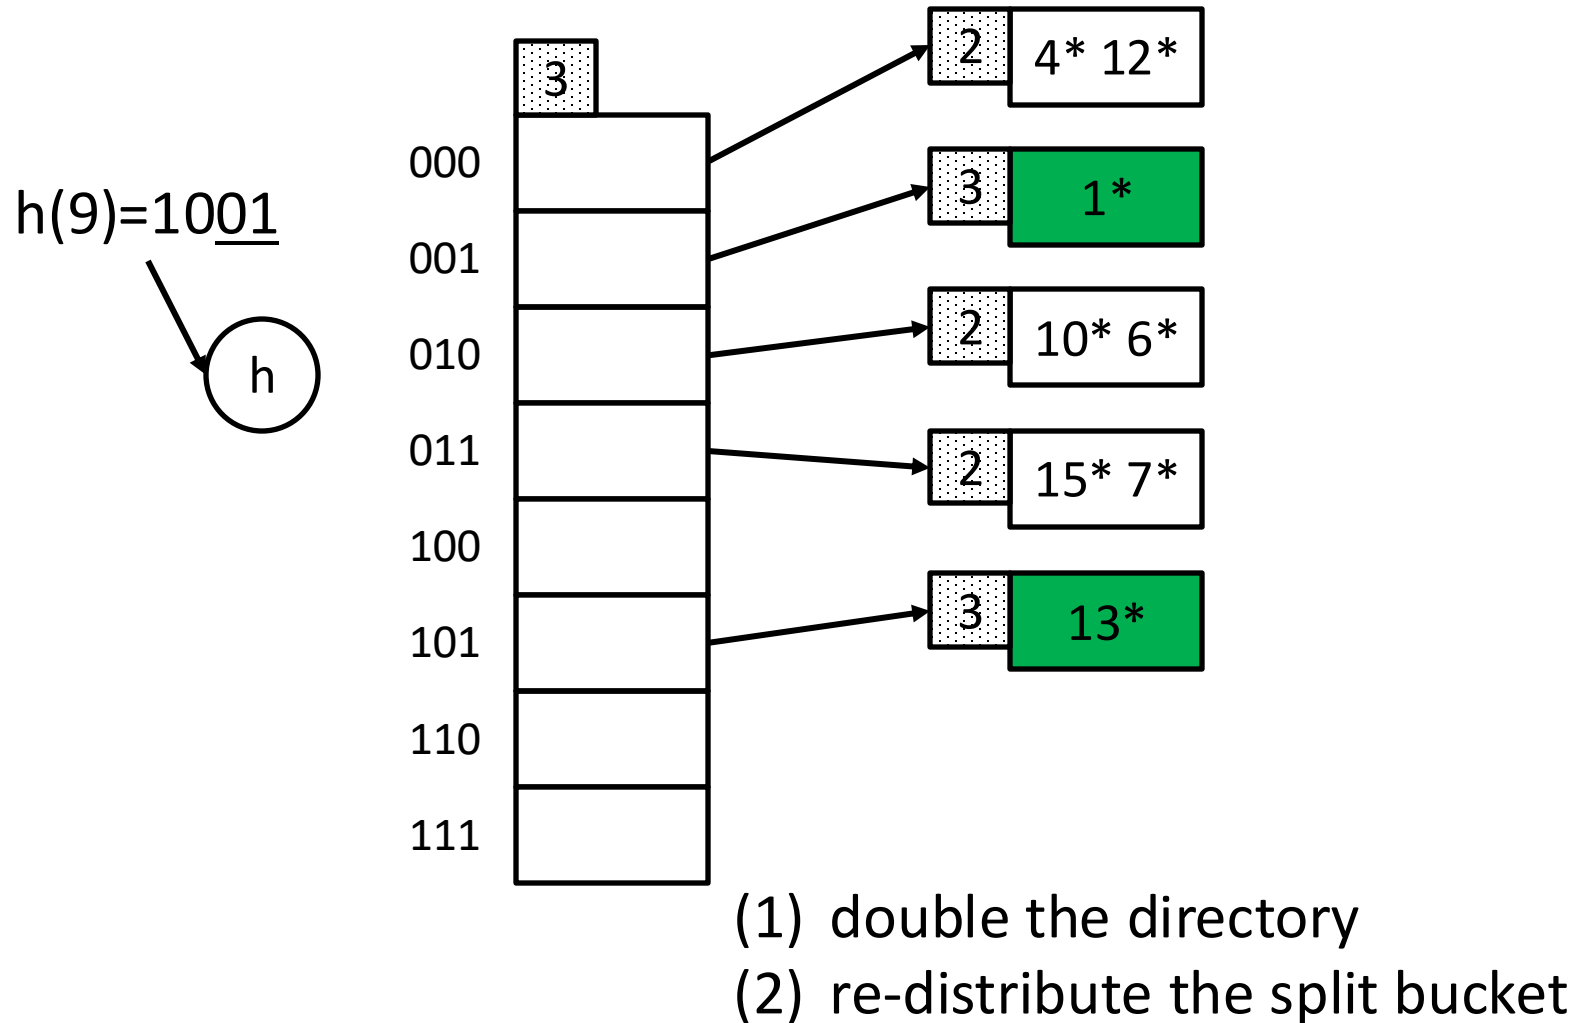 3
000
001
010
011
100
101
110
111
h(9)=1001
h
2 4* 12*
3 1*
2 10* 6*
2 15* 7*
3 13*
(1) double the directory
(2) re-distribute the split bucket